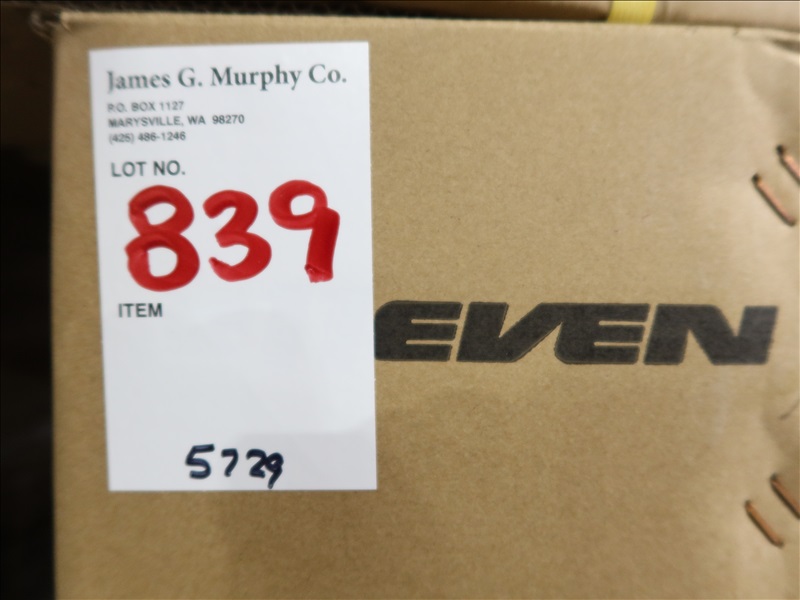 James G. Murphy Co.
P.O. BOX 1127
MARYSVILLE, WA 98270
(425) 486-1246
LOT NO.
839
ITEM
EVEN
5729